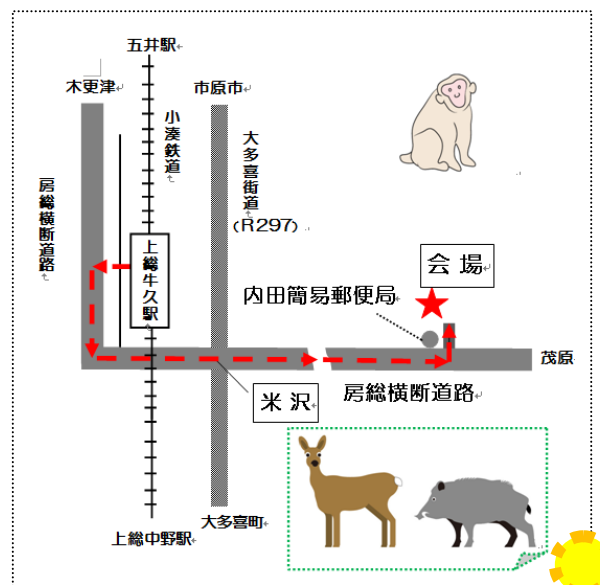 五井駅
木更津
市原市
小湊鉄道
大多喜街道
(R297)
房総横断道路
上総牛久駅
会場
内田簡易郵便局
茂原
房総横断道路
米沢
大多喜町
上総中野駅